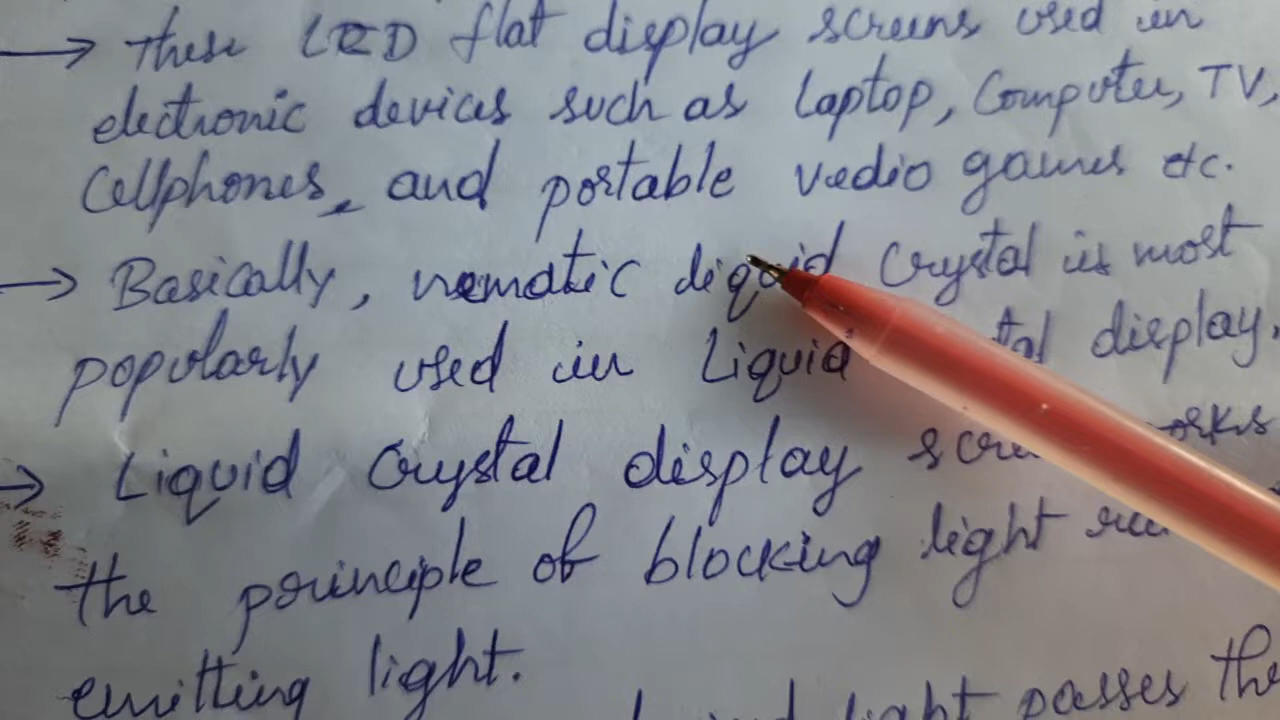 → these LCD flat display screens used in
electronic devices such as laptop, Computer, TV,
Cellphones, and portable vedio games etc.
→ Basically, nematic liquid Crystal is most
popularly used in Liquid display.
→ Liquid Crystal display
the principle of blocking light
emitting light.
light passes the